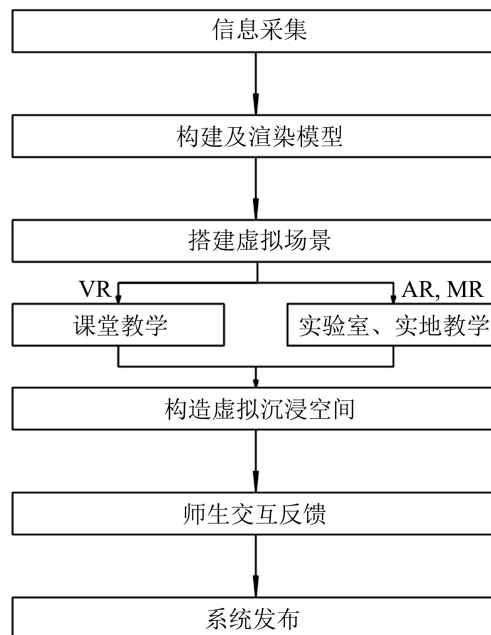 信息采集
构建及渲染模型
搭建虚拟场景
VR
AR, MR
课堂教学
实验室、实地教学
构造虚拟沉浸空间
师生交互反馈
系统发布